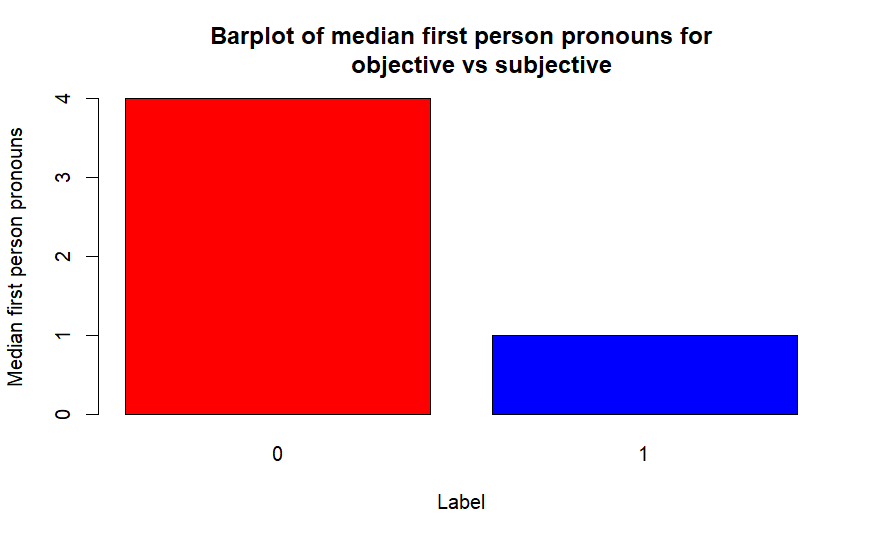 Barplot of median first person pronouns for
objective vs subjective
Median first person pronouns
4
3
2
1
0
0
1
Label